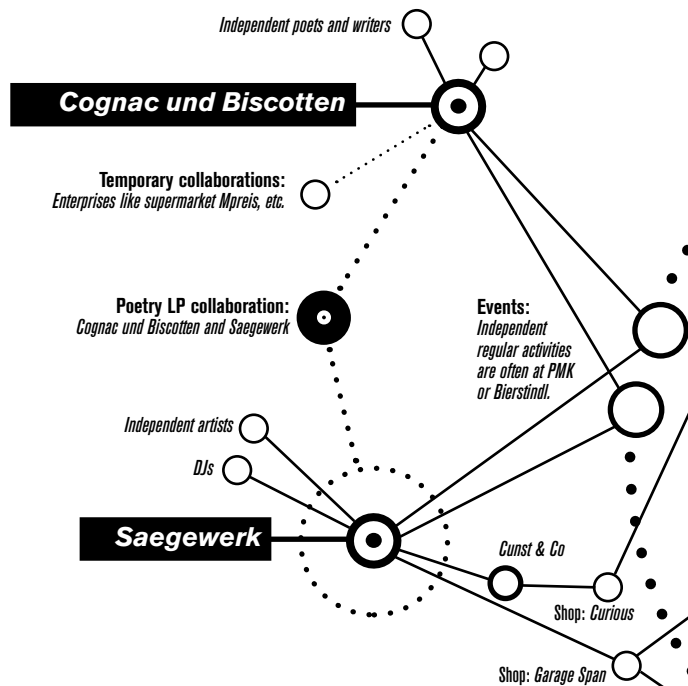 Independent poets and writers
Cognac und Biscotten
Temporary collaborations:
Enterprises like supermarket Mpreis, etc.
Poetry LP collaboration:
Cognac und Biscotten and Saegewerk
Events:
Independent
regular activities
are often at PMK
or Bierstindl.
Independent artists
DJs
Saegewerk
Cunst & Co
Shop: Curious
Shop: Garage Span